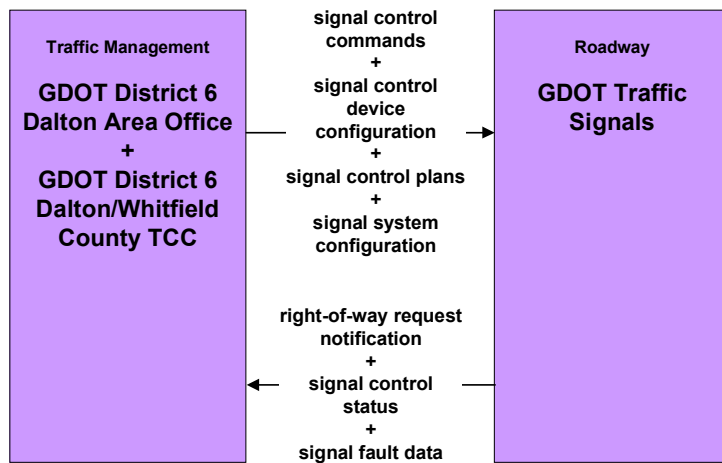 Traffic Management
GDOT District 6
Dalton Area Office
+
GDOT District 6
Dalton/Whitfield
County TCC
signal control
commands
+
signal control
device
configuration
+
signal control plans
+
signal system
configuration
right-of-way request
notification
+
signal control
status
+
signal fault data
Roadway
GDOT Traffic
Signals